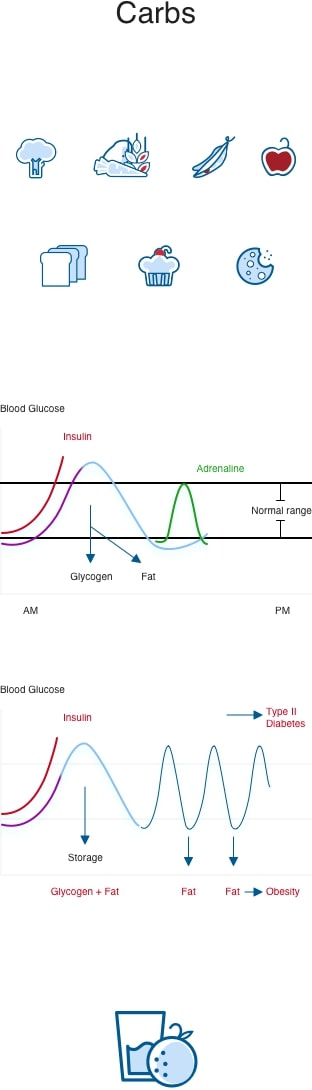 Carbs
Blood Glucose
Insulin
Adrenaline
Normal range
Glycogen
Fat
AM
PM
Blood Glucose
Type II
Diabetes
Insulin
Storage
Glycogen + Fat
Fat
Fat
Obesity